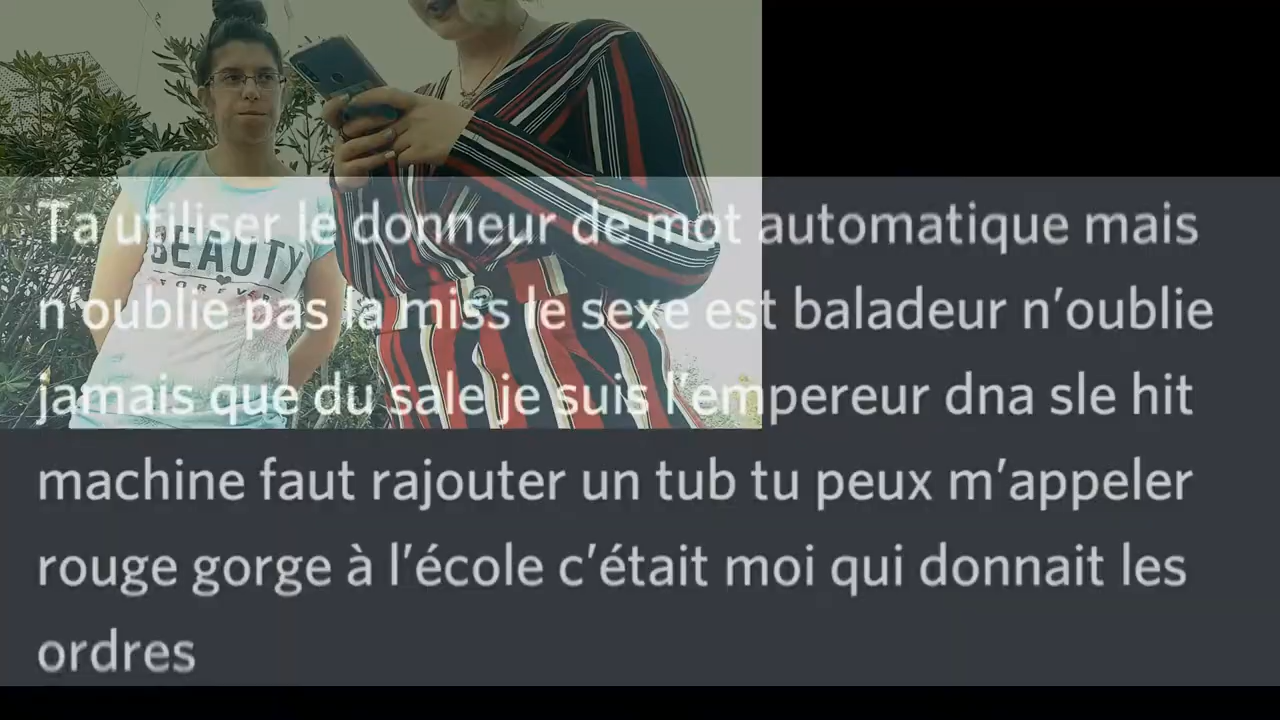 BEAUTY
FOREVER
Ta utiliser le donneur de mot automatique mais
n'oublie pas la miss le sexe est baladeur n'oublie
jamais que du sale je suis l'empereur dna sle hit
machine faut rajouter un tub tu peux m'appeler
rouge gorge à l'école c'était moi qui donnait les
ordres